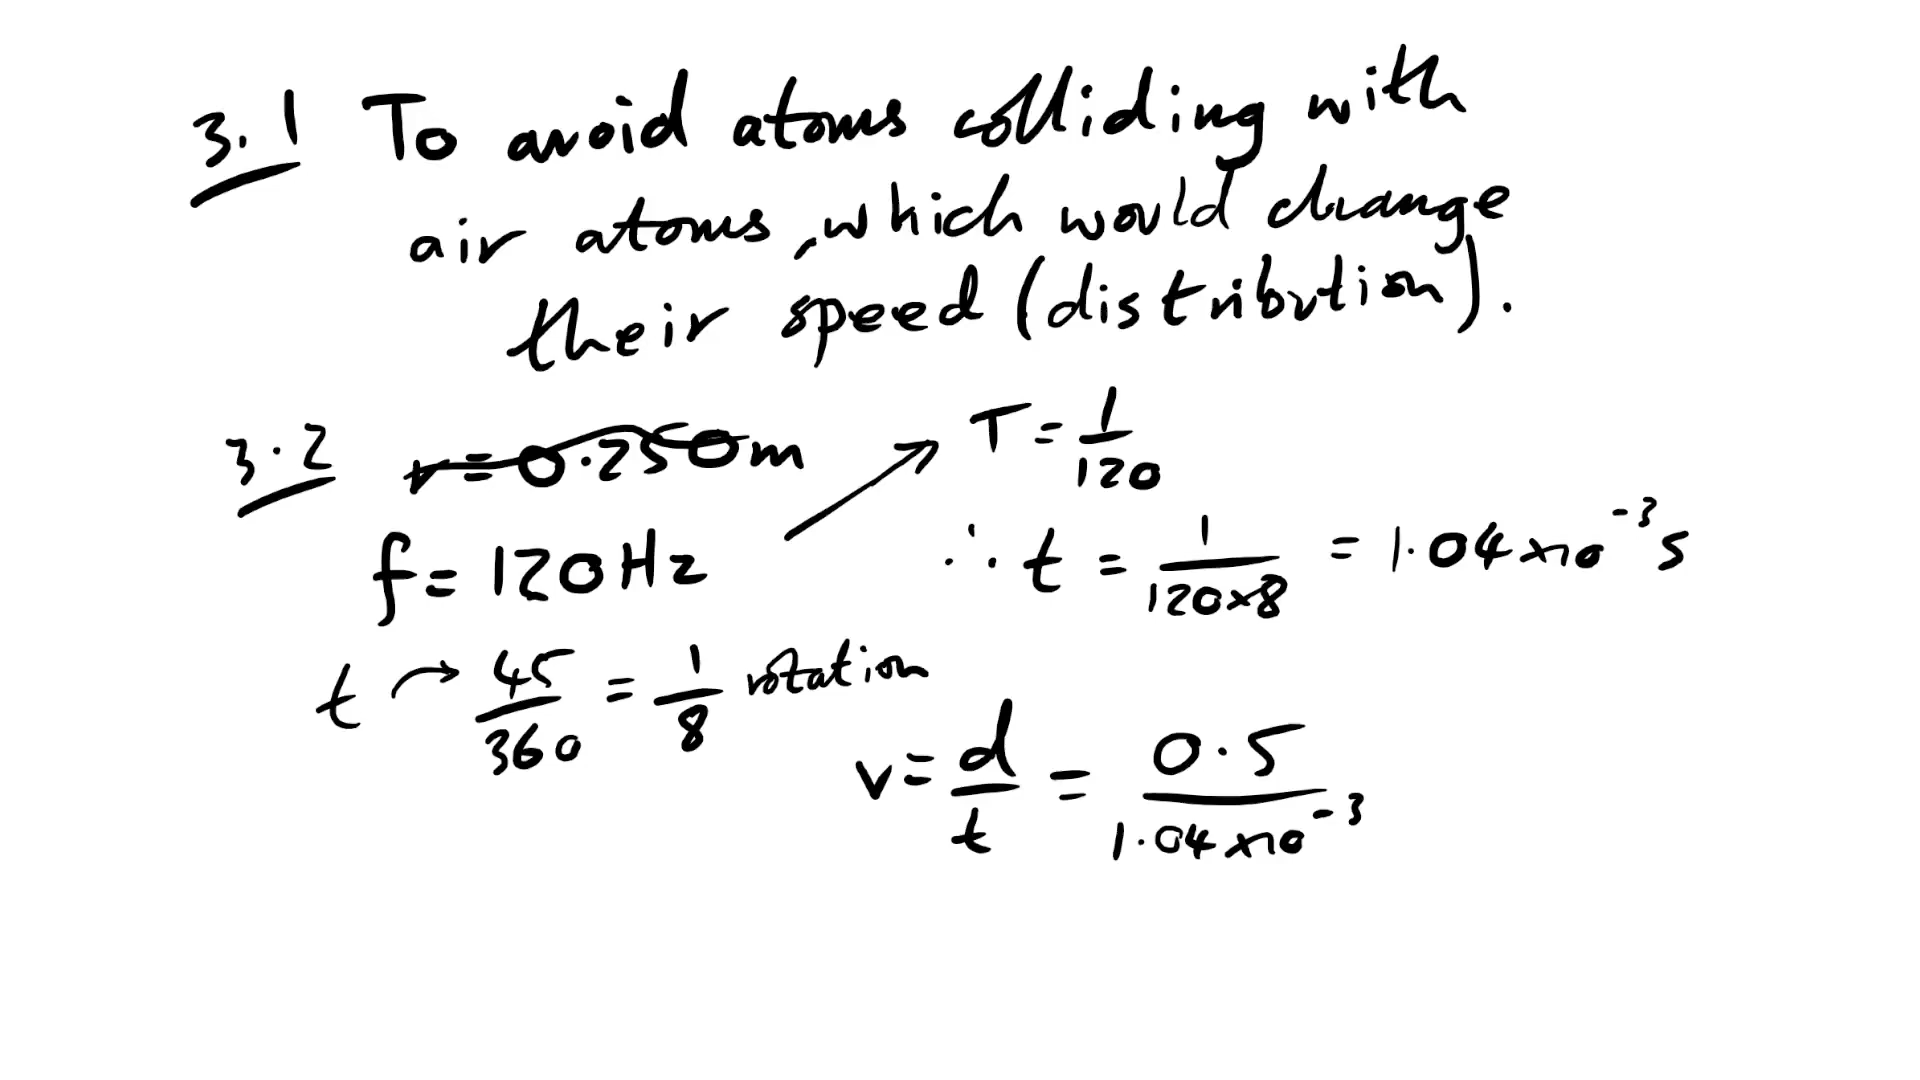 3.1 To avoid atoms colliding with
air atoms, which would change
their speed (distribution).
3.2 r = 0.250m
f = 120Hz
t → 45/360 = 1/8 rotation
T = 1/120
∴ t = 1/(120×8) = 1.04×10⁻³s
v = d/t = 0.5/(1.04×10⁻³)